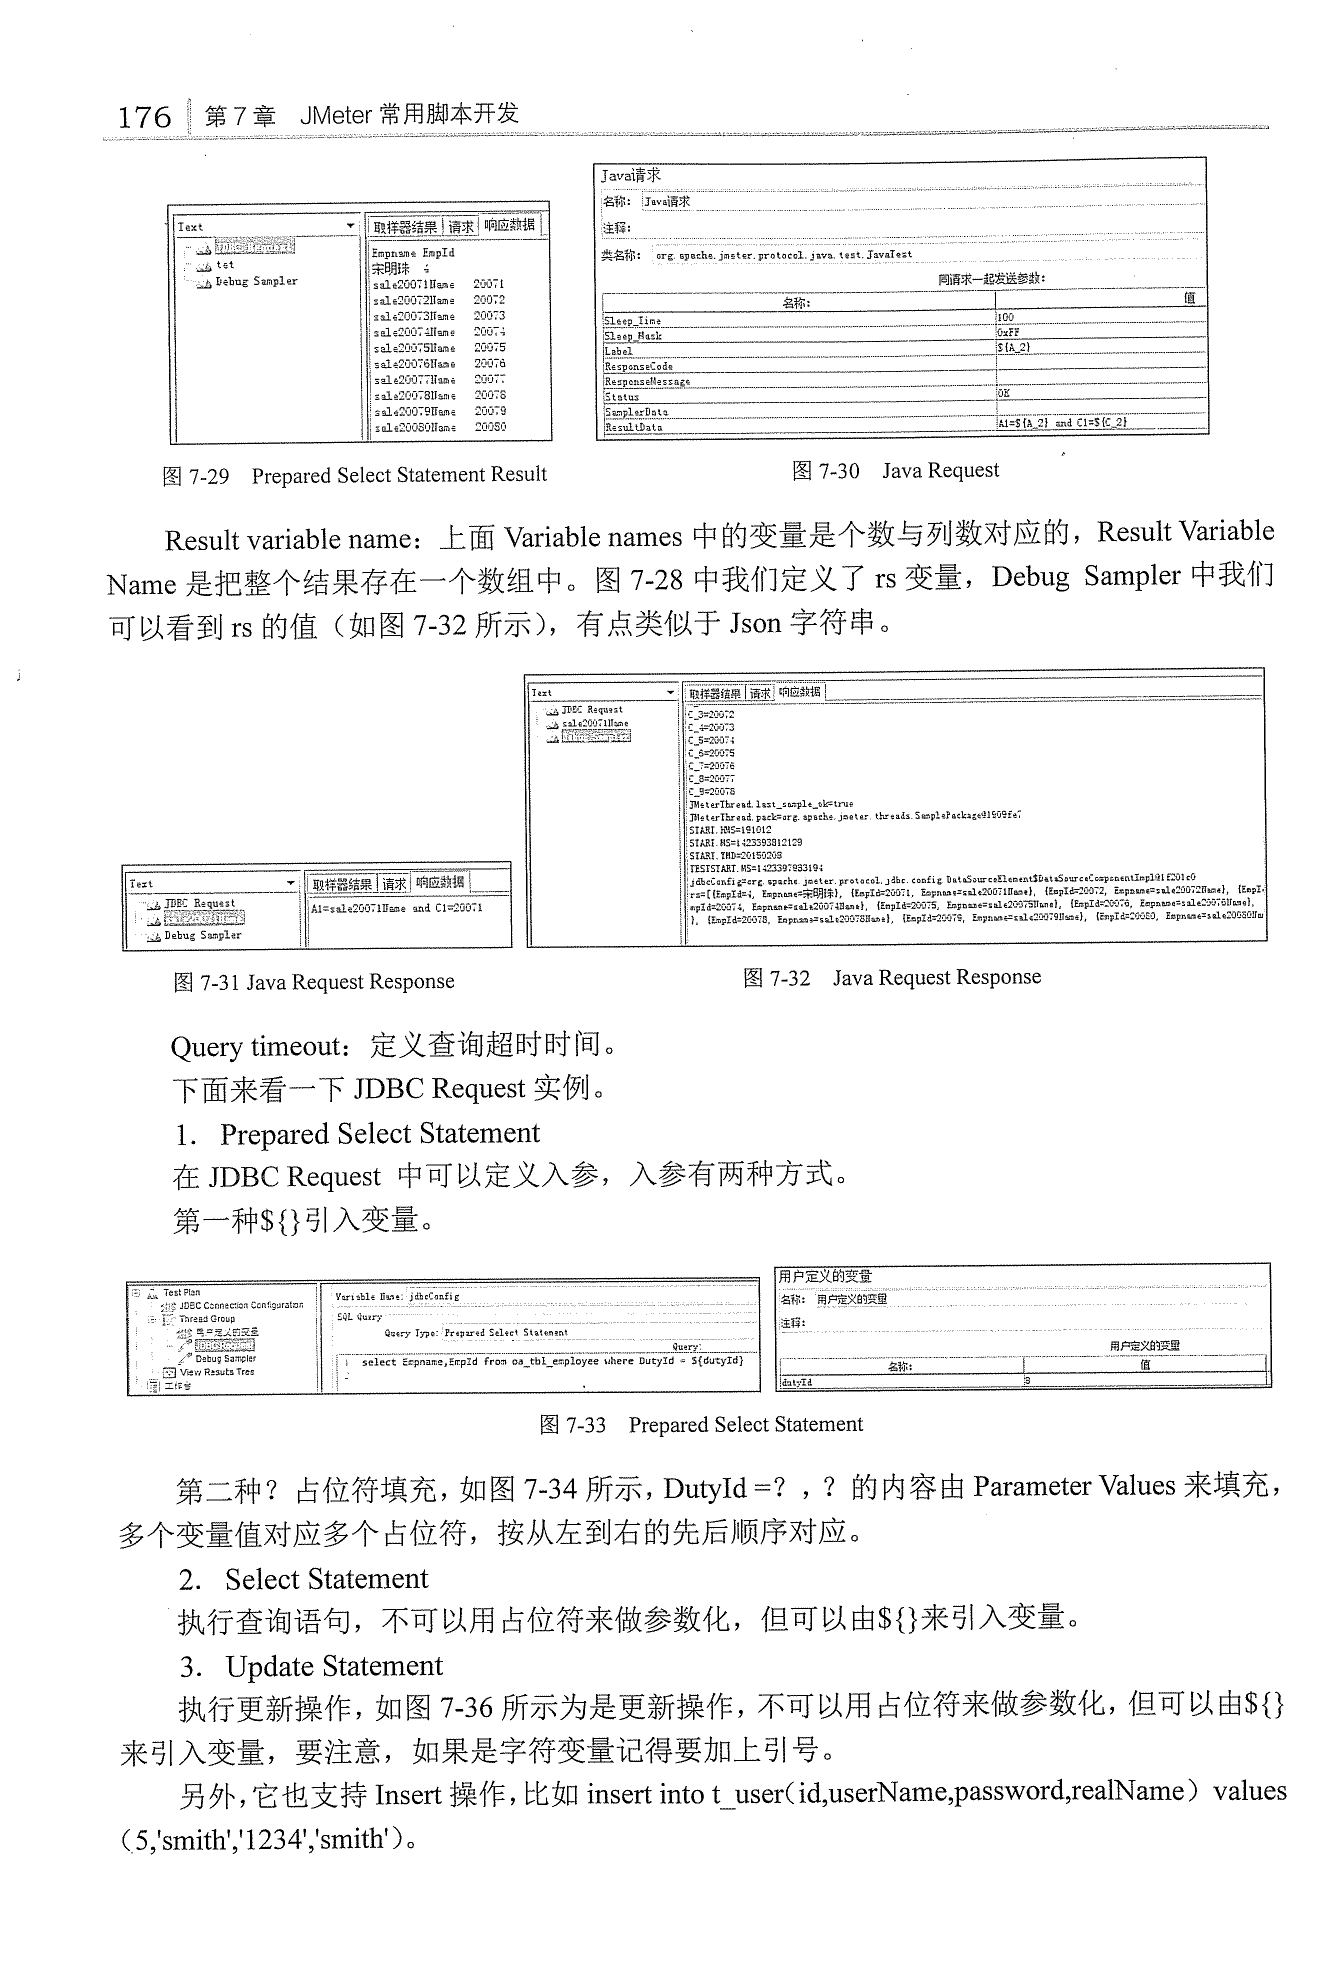 176 第7章 JMeter 常用脚本开发
Text
取样器结果 请求 响应数据
tet
Debug Sampler
Empname EmpId
宋明珠 4
sale20071Name 20071
sale20072Name 20072
sale20073Name 20073
sale20074Name 20074
sale20075Name 20075
sale20076Name 20076
sale20077Name 20077
sale20078Name 20078
sale20079Name 20079
sale20080Name 20080
Java请求
名称： Java请求
注释：
类名称： org.apache.jmeter.protocol.java.test.JavaTest
同请求一起发送参数：
名称： 值
Sleep_Time 100
Sleep_Mask 0xFF
Label ${A_2}
ResponseCode
ResponseMessage
Status OK
SamplerData
ResultData A1=${A_2} and C1=${C_2}
图 7-29 Prepared Select Statement Result
图 7-30 Java Request
Result variable name：上面 Variable names 中的变量是个数与列数对应的，Result Variable
Name 是把整个结果存在一个数组中。图 7-28 中我们定义了 rs 变量，Debug Sampler 中我们
可以看到 rs 的值（如图 7-32 所示），有点类似于 Json 字符串。
Text
取样器结果 请求 响应数据
JDBC Request
Debug Sampler
A1=sale20071Name and C1=20071
Text
取样器结果 请求 响应数据
JDBC Request
sale20071Name
C_3=20072
C_4=20073
C_5=20074
C_6=20075
C_7=20076
C_8=20077
C_9=20078
JMeterThread.last_sample_ok=true
JMeterThread.pack=org.apache.jmeter.threads.SamplePackage@1909fe7
START.HMS=191012
START.MS=1423393812129
START.YMD=20150208
TESTSTART.MS=1423397983194
jdbcConfig=org.apache.jmeter.protocol.jdbc.config.DataSourceElement$DataSourceComponentImpl@1f201c0
rs=[{EmpId=4, Empname=宋明珠}, {EmpId=20071, Empname=sale20071Name}, {EmpId=20072, Empname=sale20072Name}, {EmpI
mpId=20074, Empname=sale20074Name}, {EmpId=20075, Empname=sale20075Name}, {EmpId=20076, Empname=sale20076Name},
}, {EmpId=20078, Empname=sale20078Name}, {EmpId=20079, Empname=sale20079Name}, {EmpId=20080, Empname=sale20080Na
图 7-31 Java Request Response
图 7-32 Java Request Response
Query timeout：定义查询超时时间。
下面来看一下 JDBC Request 实例。
1. Prepared Select Statement
在 JDBC Request 中可以定义入参，入参有两种方式。
第一种${}引入变量。
Test Plan
JDBC Connection Configuration
Thread Group
用户定义的变量
Debug Sampler
View Results Tree
工作台
Variable Name: jdbcConfig
SQL Query
Query Type: Prepared Select Statement
Query:
1 select Empname,EmpId from oa_tbl_employee where DutyId = ${dutyId}
用户定义的变量
名称： 用户定义的变量
注释：
用户定义的变量
名称： 值
dutyId 8
图 7-33 Prepared Select Statement
第二种？占位符填充，如图 7-34 所示，DutyId =？，？的内容由 Parameter Values 来填充，
多个变量值对应多个占位符，按从左到右的先后顺序对应。
2. Select Statement
执行查询语句，不可以用占位符来做参数化，但可以由${}来引入变量。
3. Update Statement
执行更新操作，如图 7-36 所示为是更新操作，不可以用占位符来做参数化，但可以由${}
来引入变量，要注意，如果是字符变量记得要加上引号。
另外，它也支持 Insert 操作，比如 insert into t_user（id,userName,password,realName）values
（5,'smith','1234','smith'）。